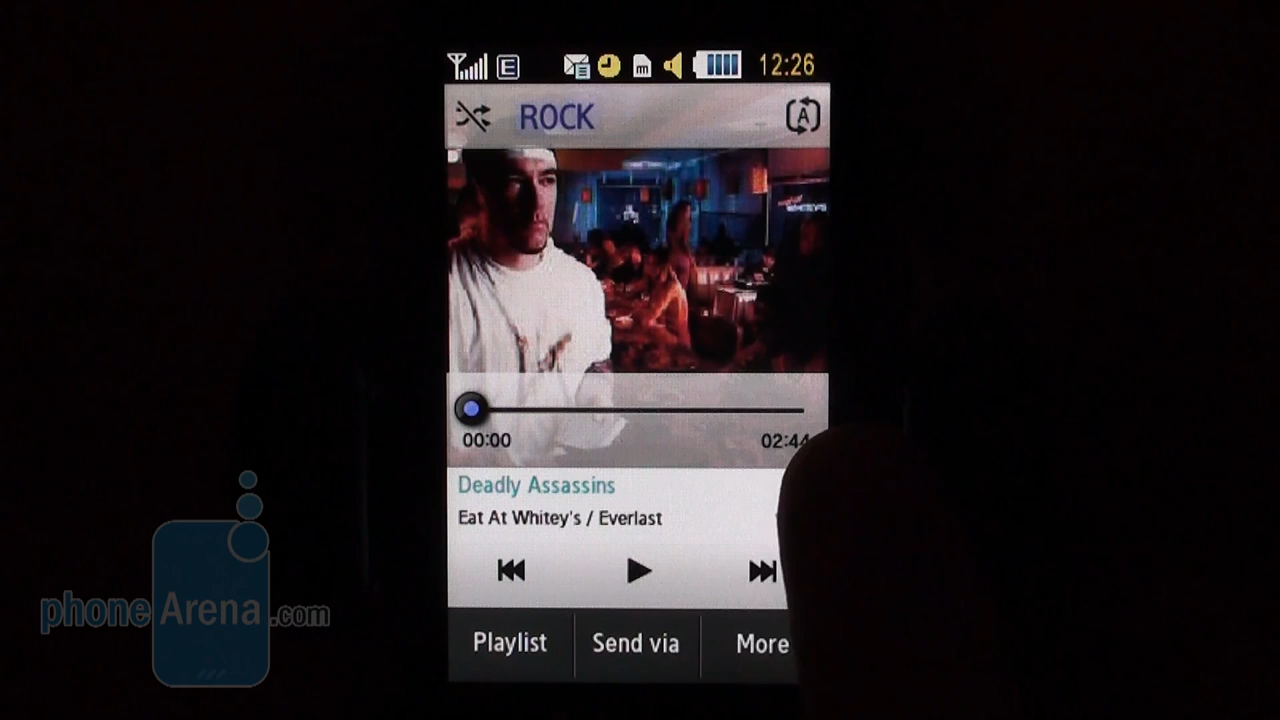 E
12:26
ROCK
A
00:00
02:44
Deadly Assassins
Eat At Whitey's / Everlast
Playlist
Send via
More
phoneArena.com